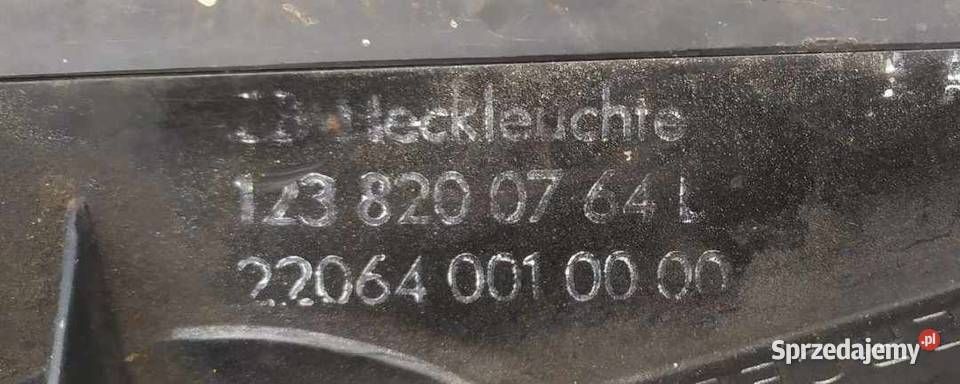 Heckleuchte
123 820 07 64 L
22064 001 00 00
Sprzedajemy.pl